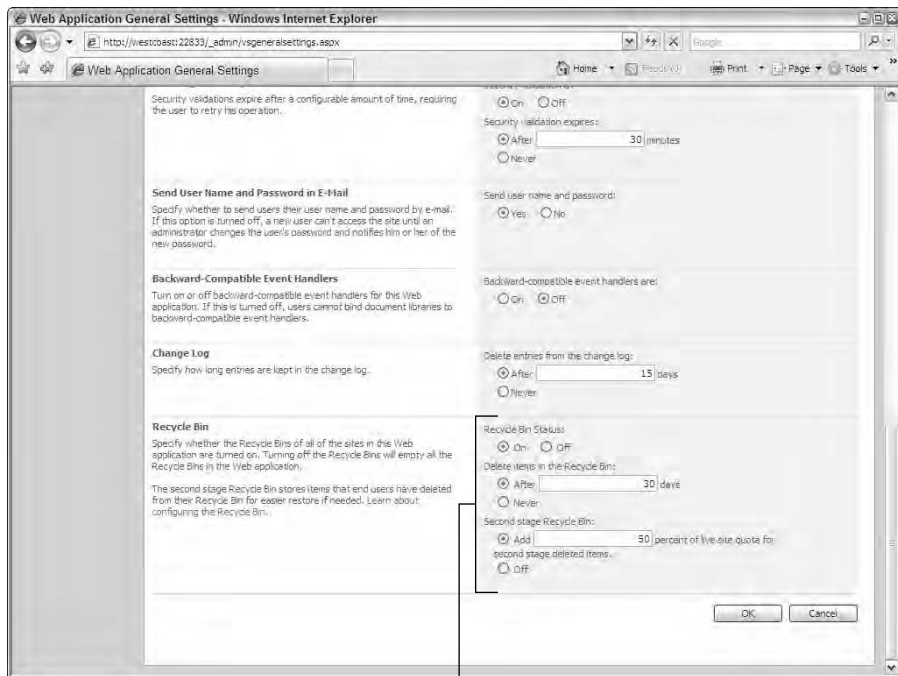 Web Application General Settings - Windows Internet Explorer
http://westcoast:22833/_admin/vsgeneralsettings.aspx
Google
Web Application General Settings
Home
Feeds (J)
Print
Page
Tools
»
Security validations expire after a configurable amount of time, requiring
the user to retry his operation.
On Off
Security validation expires:
After 30 minutes
Never
Send User Name and Password in E-Mail
Specify whether to send users their user name and password by e-mail.
If this option is turned off, a new user can't access the site until an
administrator changes the user's password and notifies him or her of the
new password.
Send user name and password:
Yes No
Backward-Compatible Event Handlers
Turn on or off backward-compatible event handlers for this Web
application. If this is turned off, users cannot bind document libraries to
backward-compatible event handlers.
Backward-compatible event handlers are:
On Off
Change Log
Specify how long entries are kept in the change log.
Delete entries from the change log:
After 15 days
Never
Recycle Bin
Specify whether the Recycle Bins of all of the sites in this Web
application are turned on. Turning off the Recycle Bins will empty all the
Recycle Bins in the Web application.
The second stage Recycle Bin stores items that end users have deleted
from their Recycle Bin for easier restore if needed. Learn about
configuring the Recycle Bin.
Recycle Bin Status:
On Off
Delete items in the Recycle Bin:
After 30 days
Never
Second stage Recycle Bin:
Add 50 percent of live site quota for
second stage deleted items.
Off
OK
Cancel